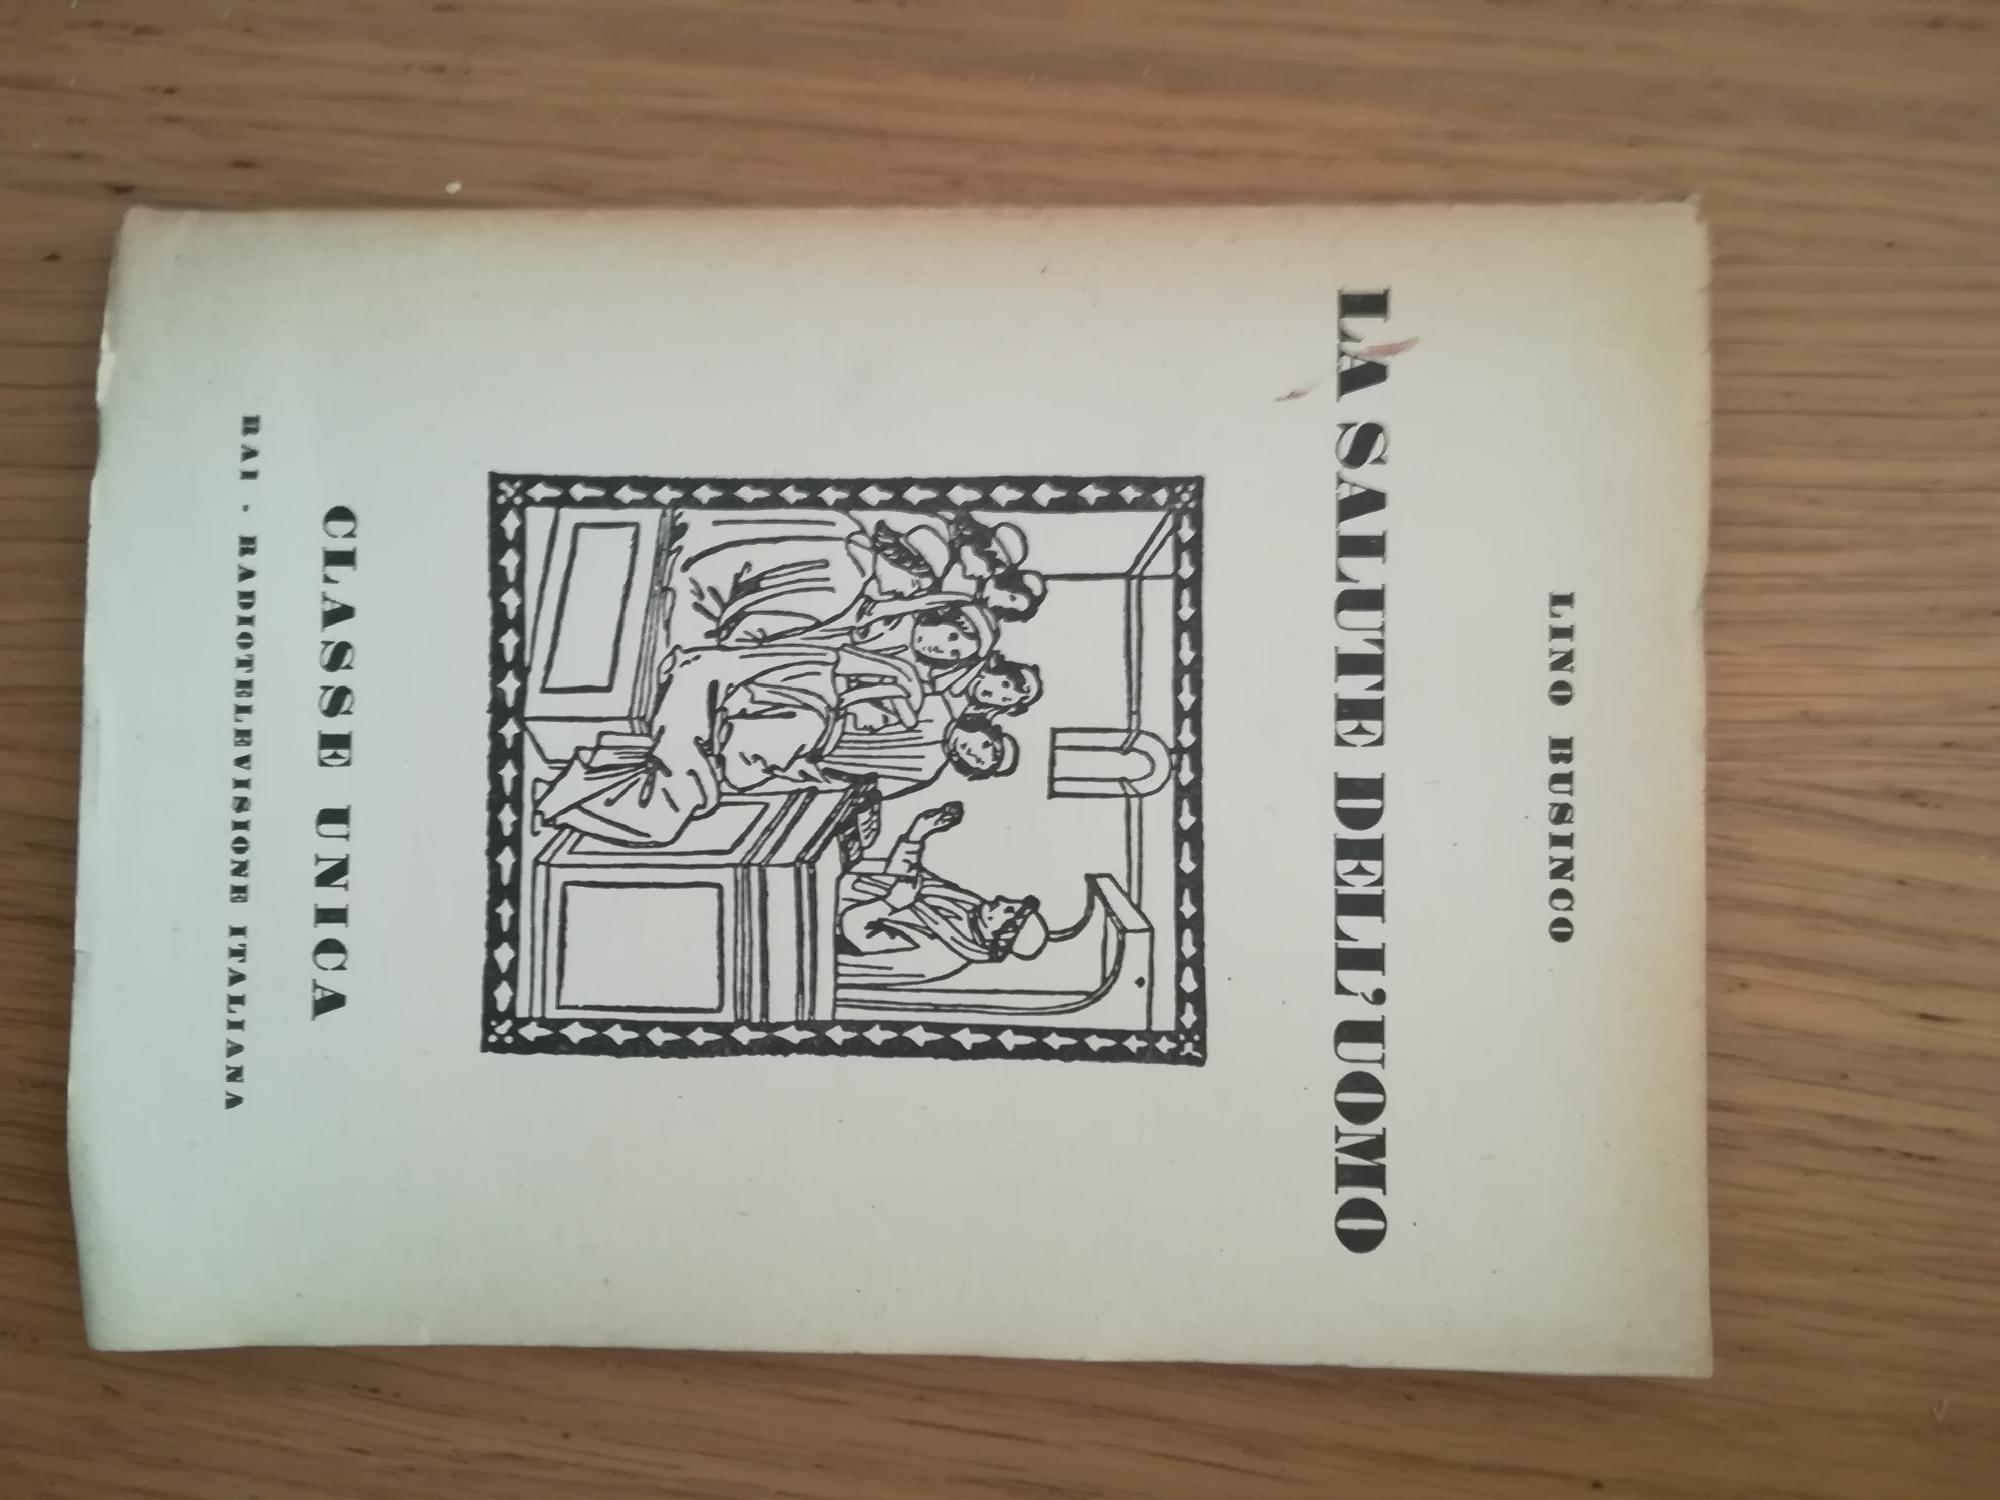 LINO BUSINCO
LA SALUTE DELL'UOMO
CLASSE UNICA
RAI - RADIOTELEVISIONE ITALIANA